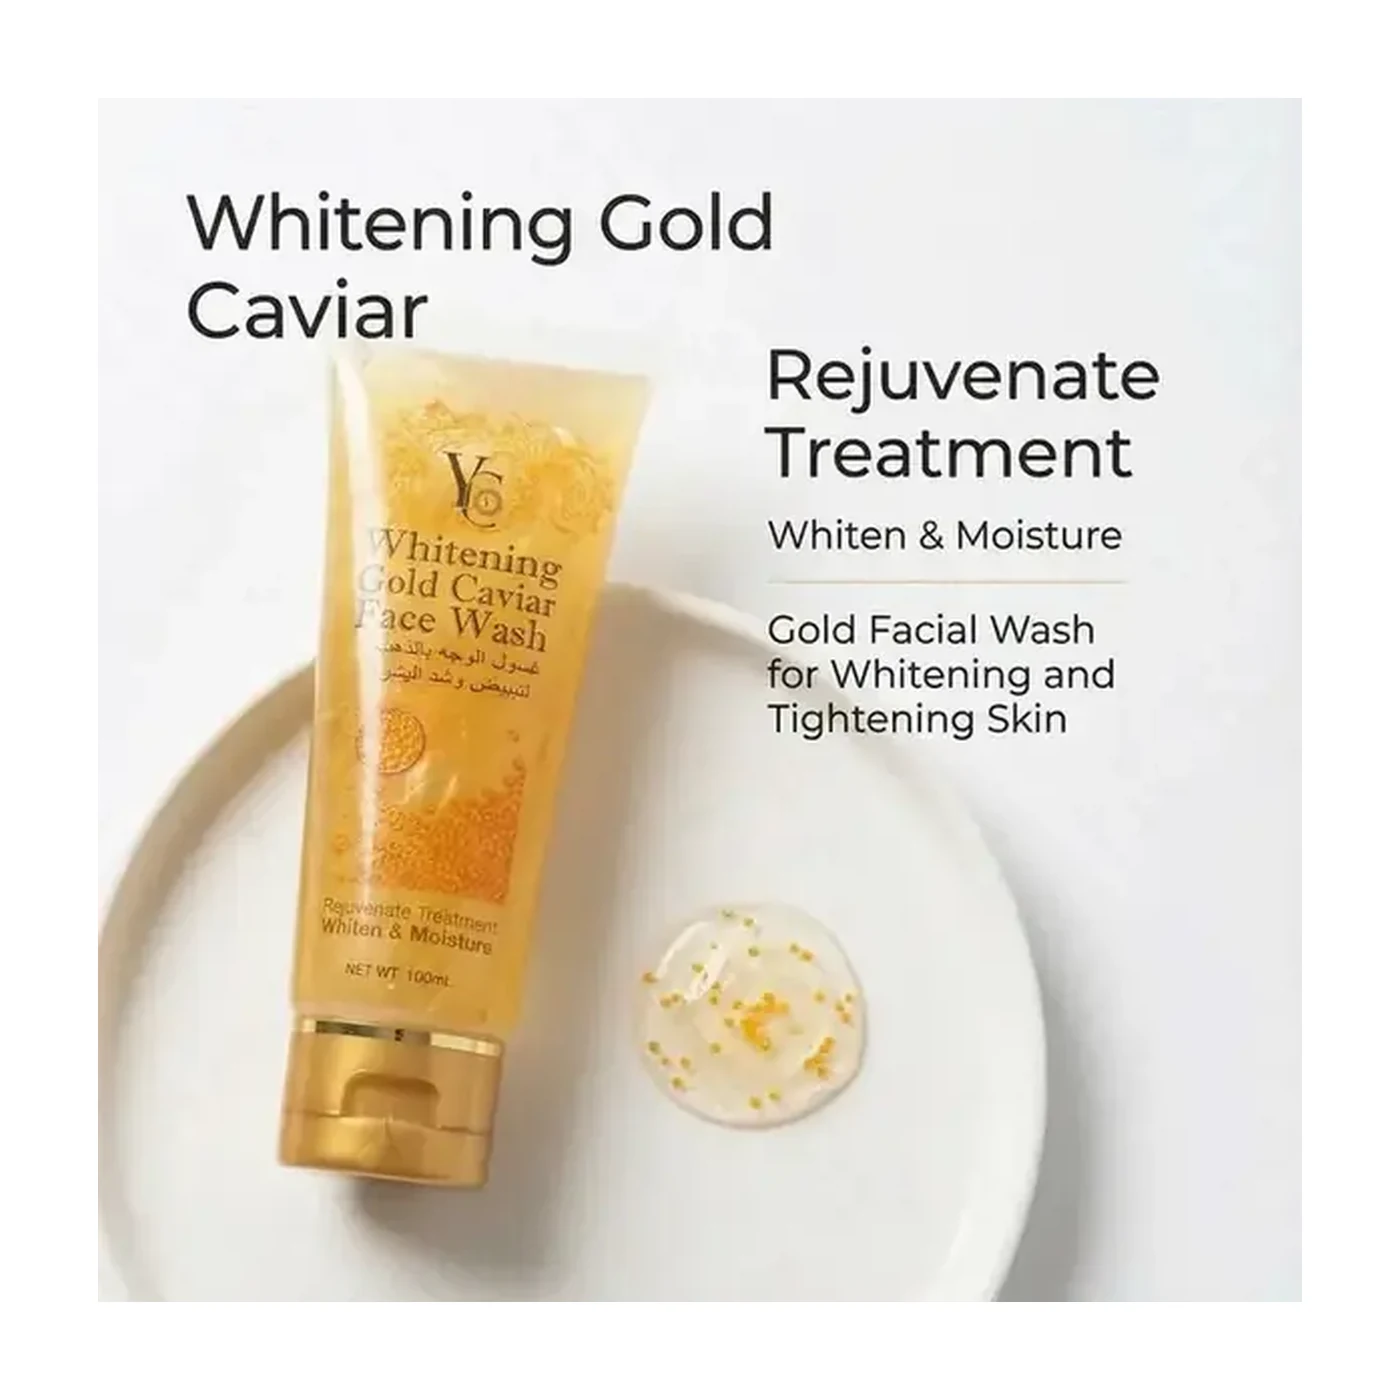 Whitening Gold
Caviar
Rejuvenate
Treatment
Whiten & Moisture
Gold Facial Wash
for Whitening and
Tightening Skin
YC
Whitening
Gold Caviar
Face Wash
غسول الوجه بالذهب
لتبييض وشد البشرة
Rejuvenate Treatment
Whiten & Moisture
NET WT 100mL